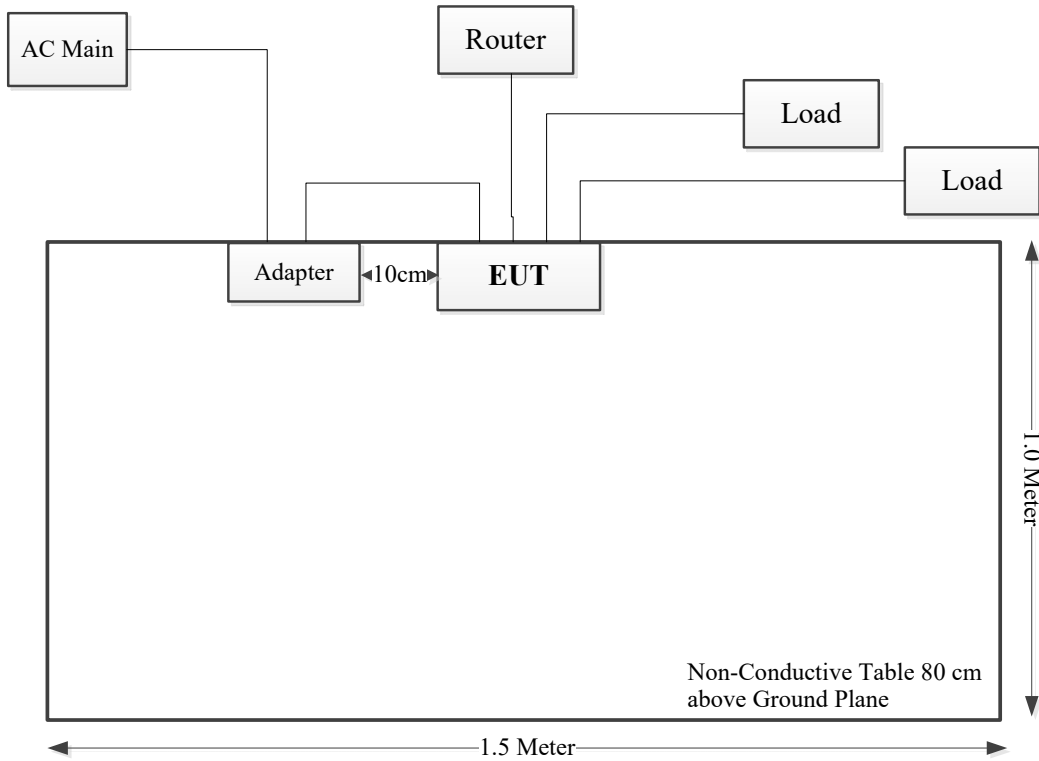 AC Main
Router
Load
Load
Adapter
10cm
EUT
1.0 Meter
Non-Conductive Table 80 cm
above Ground Plane
1.5 Meter